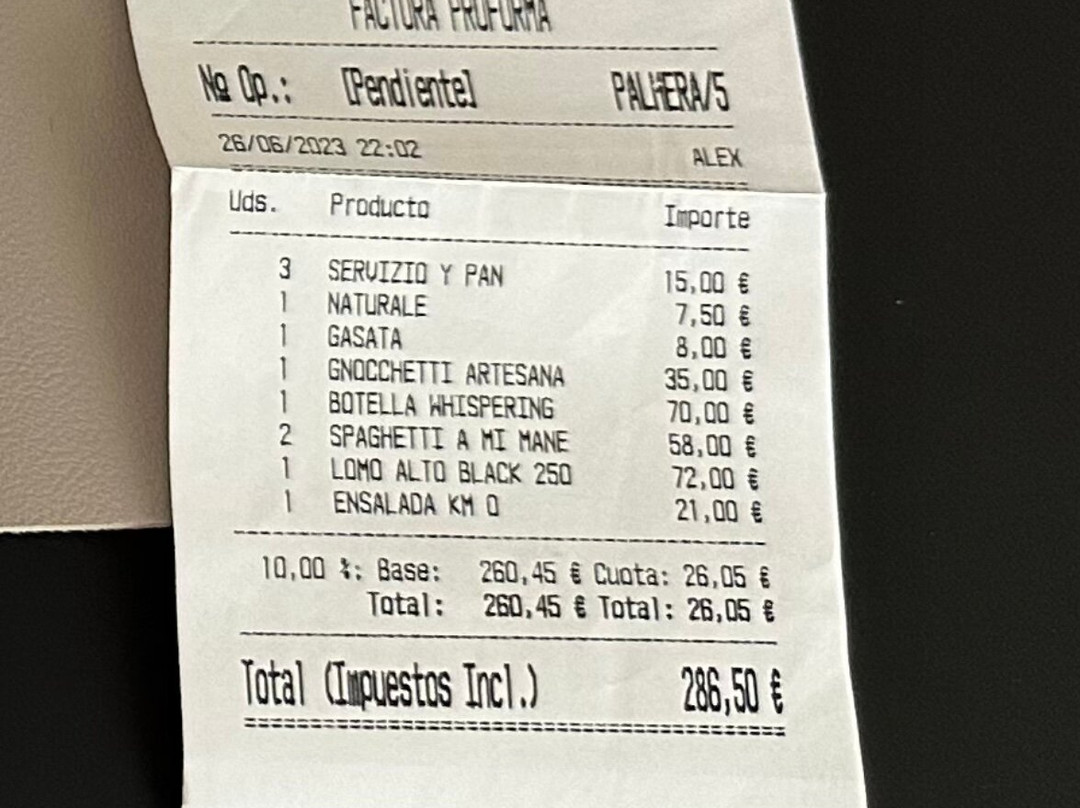 FACTURA PROFORMA
Nº Op.: [Pendiente] PALMERA/5
26/06/2023 22:02 ALEX
Uds. Producto Importe
3 SERVIZIO Y PAN 15,00 €
1 NATURALE 7,50 €
1 GASATA 8,00 €
1 GNOCCHETTI ARTESANA 35,00 €
1 BOTELLA WHISPERING 70,00 €
2 SPAGHETTI A MI MANE 58,00 €
1 LOMO ALTO BLACK 250 72,00 €
1 ENSALADA KM 0 21,00 €
10,00 %: Base: 260,45 € Cuota: 26,05 €
Total: 260,45 € Total: 26,05 €
Total (Impuestos Incl.) 286,50 €